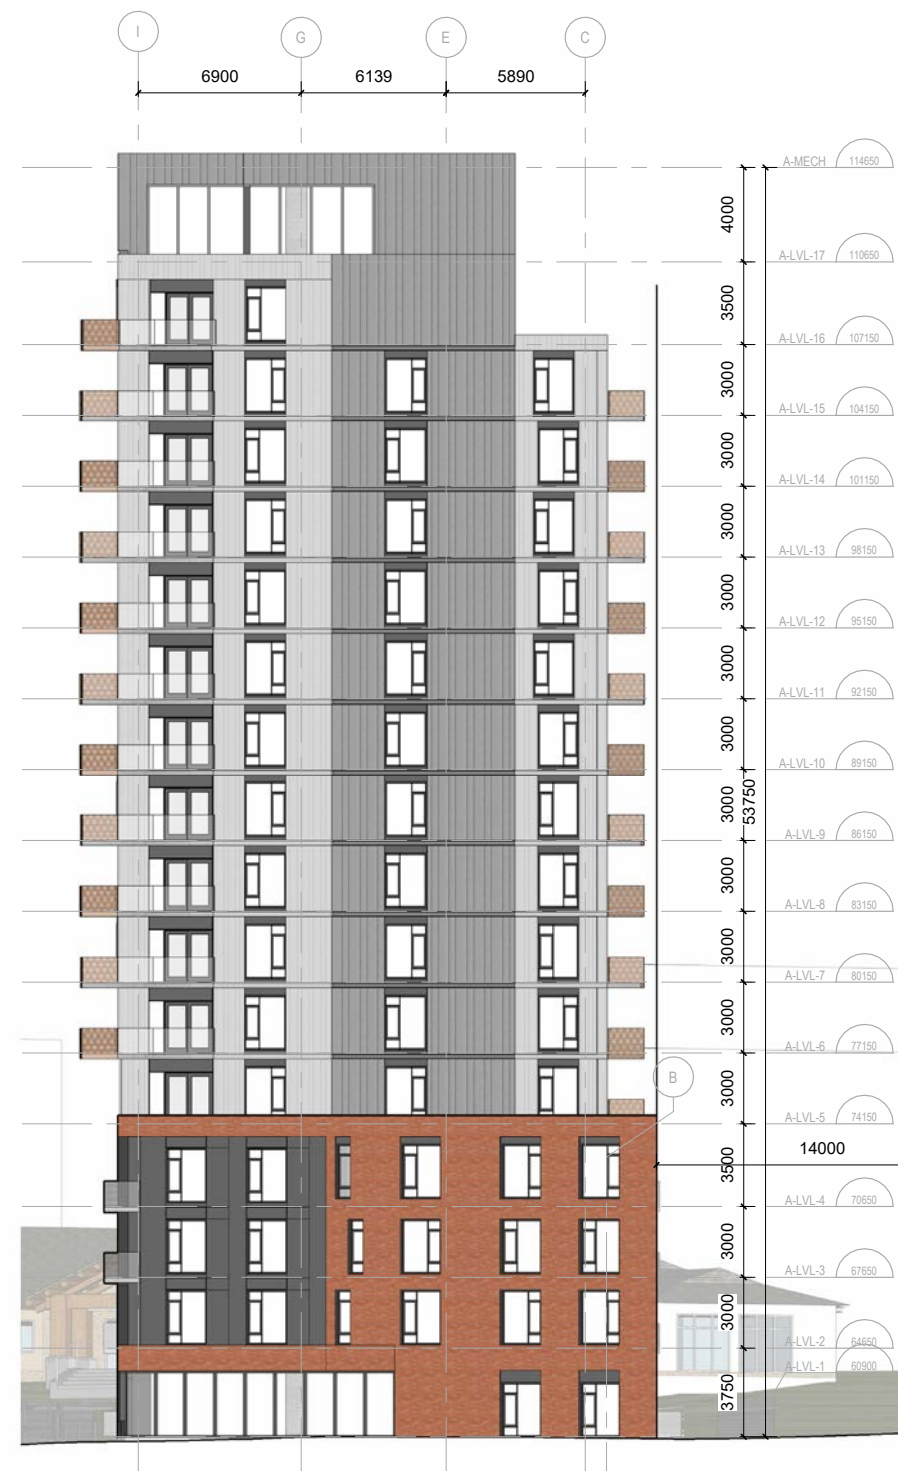 I
G
E
C
6900
6139
5890
A-MECH 114650
4000
A-LVL-17 110650
3500
A-LVL-16 107150
3000
A-LVL-15 104150
3000
A-LVL-14 101150
3000
A-LVL-13 98150
3000
A-LVL-12 95150
3000
A-LVL-11 92150
3000
A-LVL-10 89150
3000
53750
A-LVL-9 86150
3000
A-LVL-8 83150
3000
A-LVL-7 80150
3000
A-LVL-6 77150
3000
B
A-LVL-5 74150
14000
3500
A-LVL-4 70650
3000
A-LVL-3 67650
3000
A-LVL-2 64650
A-LVL-1 60900
3750